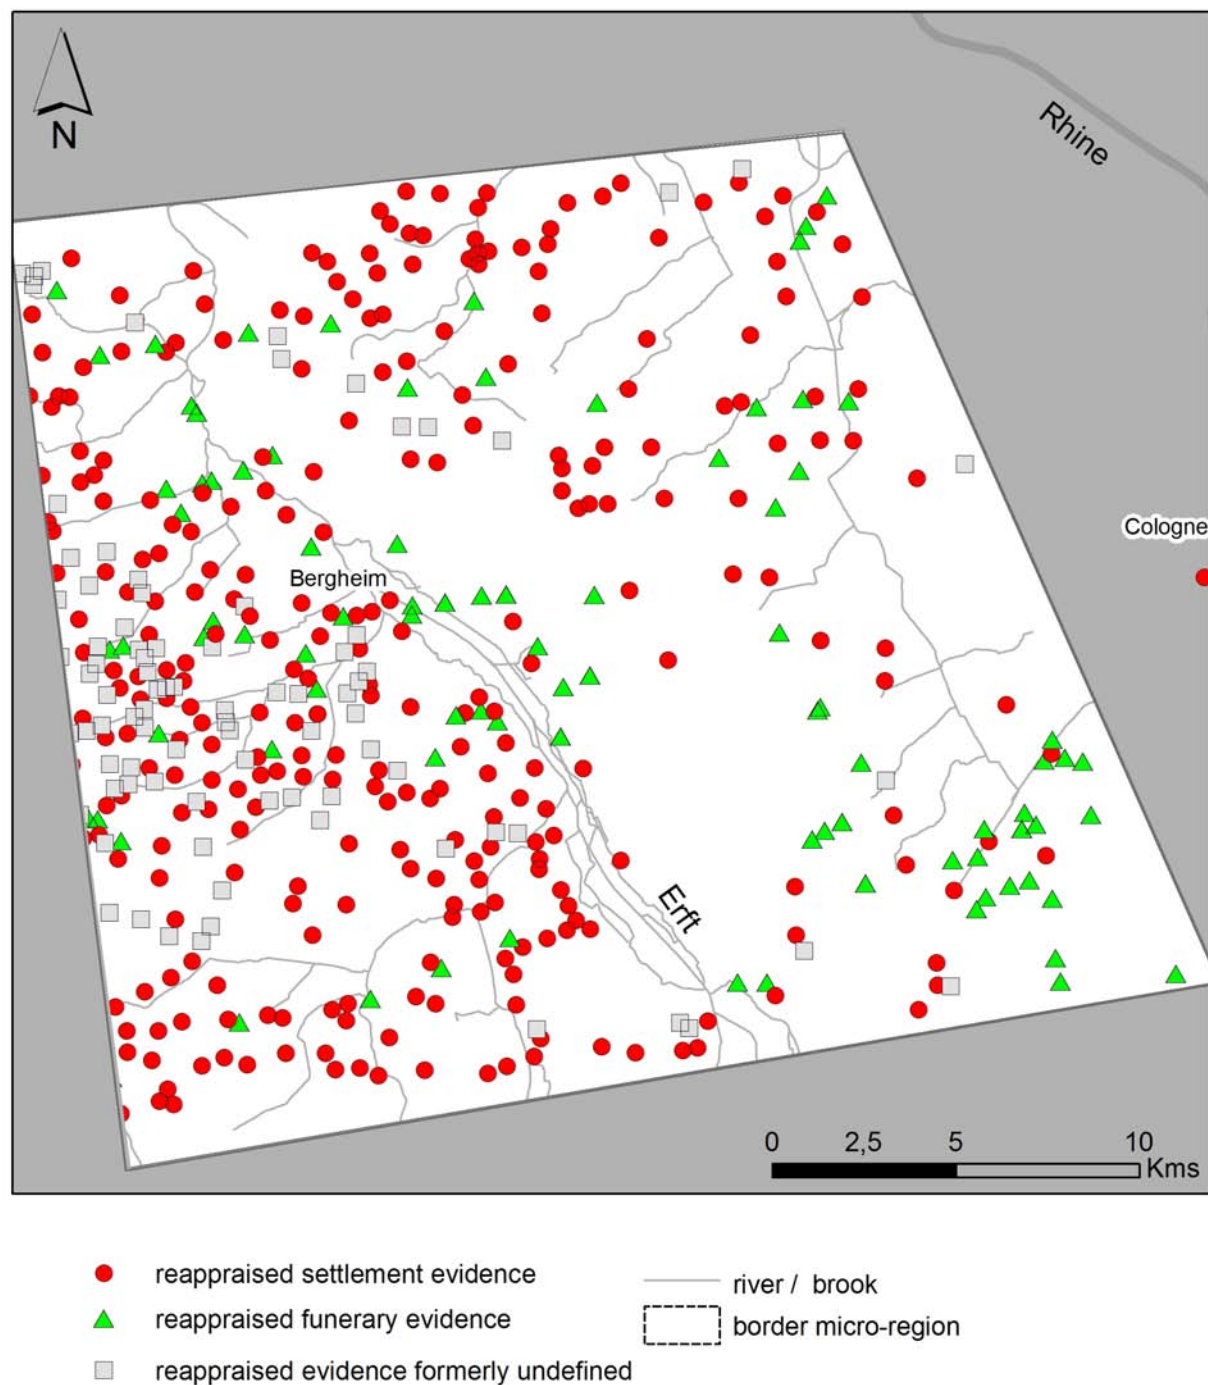 N
Rhine
Cologne
Bergheim
Erft
0 2,5 5 10
Kms
reappraised settlement evidence
reappraised funerary evidence
reappraised evidence formerly undefined
river / brook
border micro-region